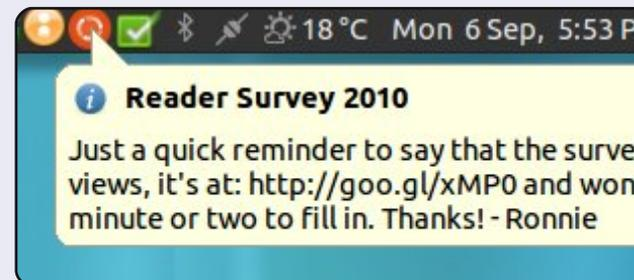 18 °C Mon 6 Sep, 5:53 P
Reader Survey 2010
Just a quick reminder to say that the surve
views, it's at: http://goo.gl/xMP0 and won
minute or two to fill in. Thanks! - Ronnie